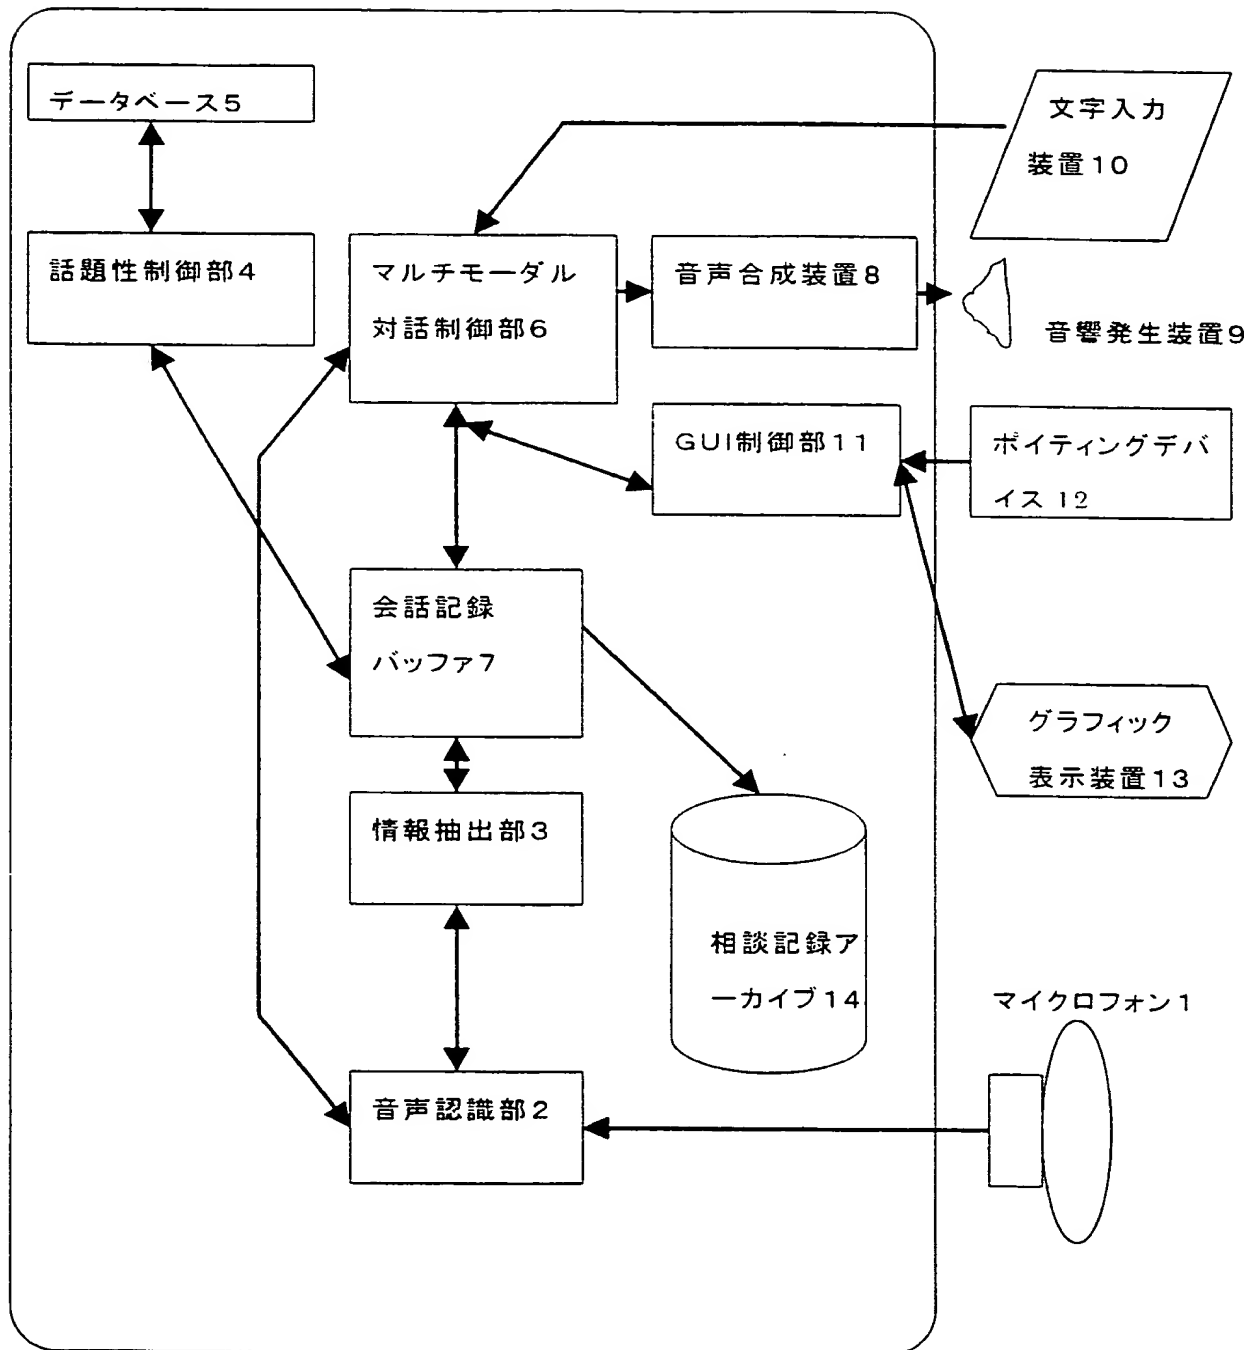 データベース5
文字入力
装置10
話題性制御部4
マルチモーダル
対話制御部6
音声合成装置8
音響発生装置9
GUI制御部11
ポイティングデバ
イス12
会話記録
バッファ7
グラフィック
表示装置13
情報抽出部3
相談記録ア
ーカイブ14
マイクロフォン1
音声認識部2